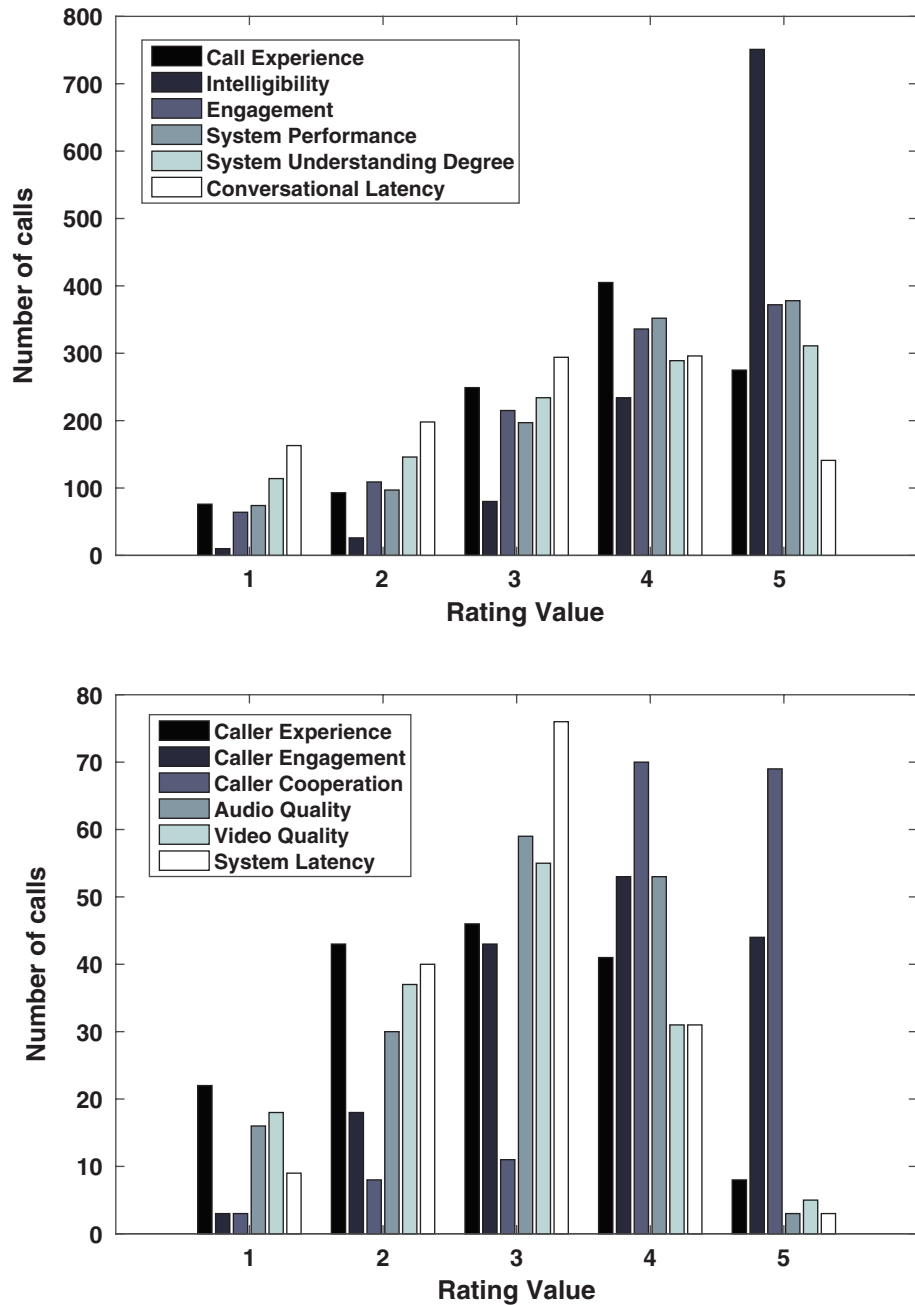 800
700
600
500
400
300
200
100
0
Number of calls
Call Experience
Intelligibility
Engagement
System Performance
System Understanding Degree
Conversational Latency
1 2 3 4 5
Rating Value
80
70
60
50
40
30
20
10
0
Number of calls
Caller Experience
Caller Engagement
Caller Cooperation
Audio Quality
Video Quality
System Latency
1 2 3 4 5
Rating Value